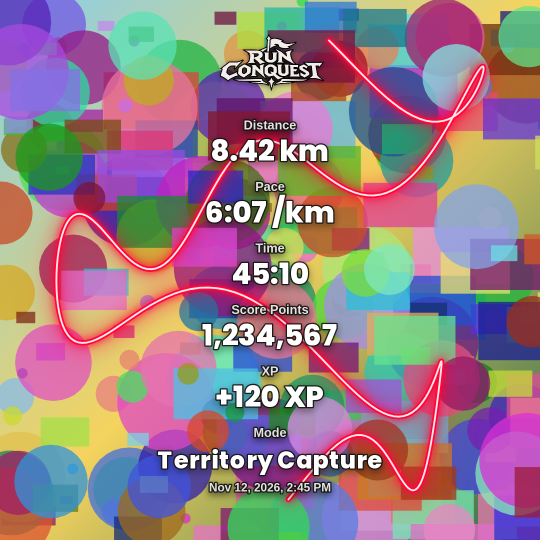 RUN
CONQUEST
Distance
8.42 km
Pace
6:07 /km
Time
45:10
Score Points
1,234,567
XP
+120 XP
Mode
Territory Capture
Nov 12, 2026, 2:45 PM